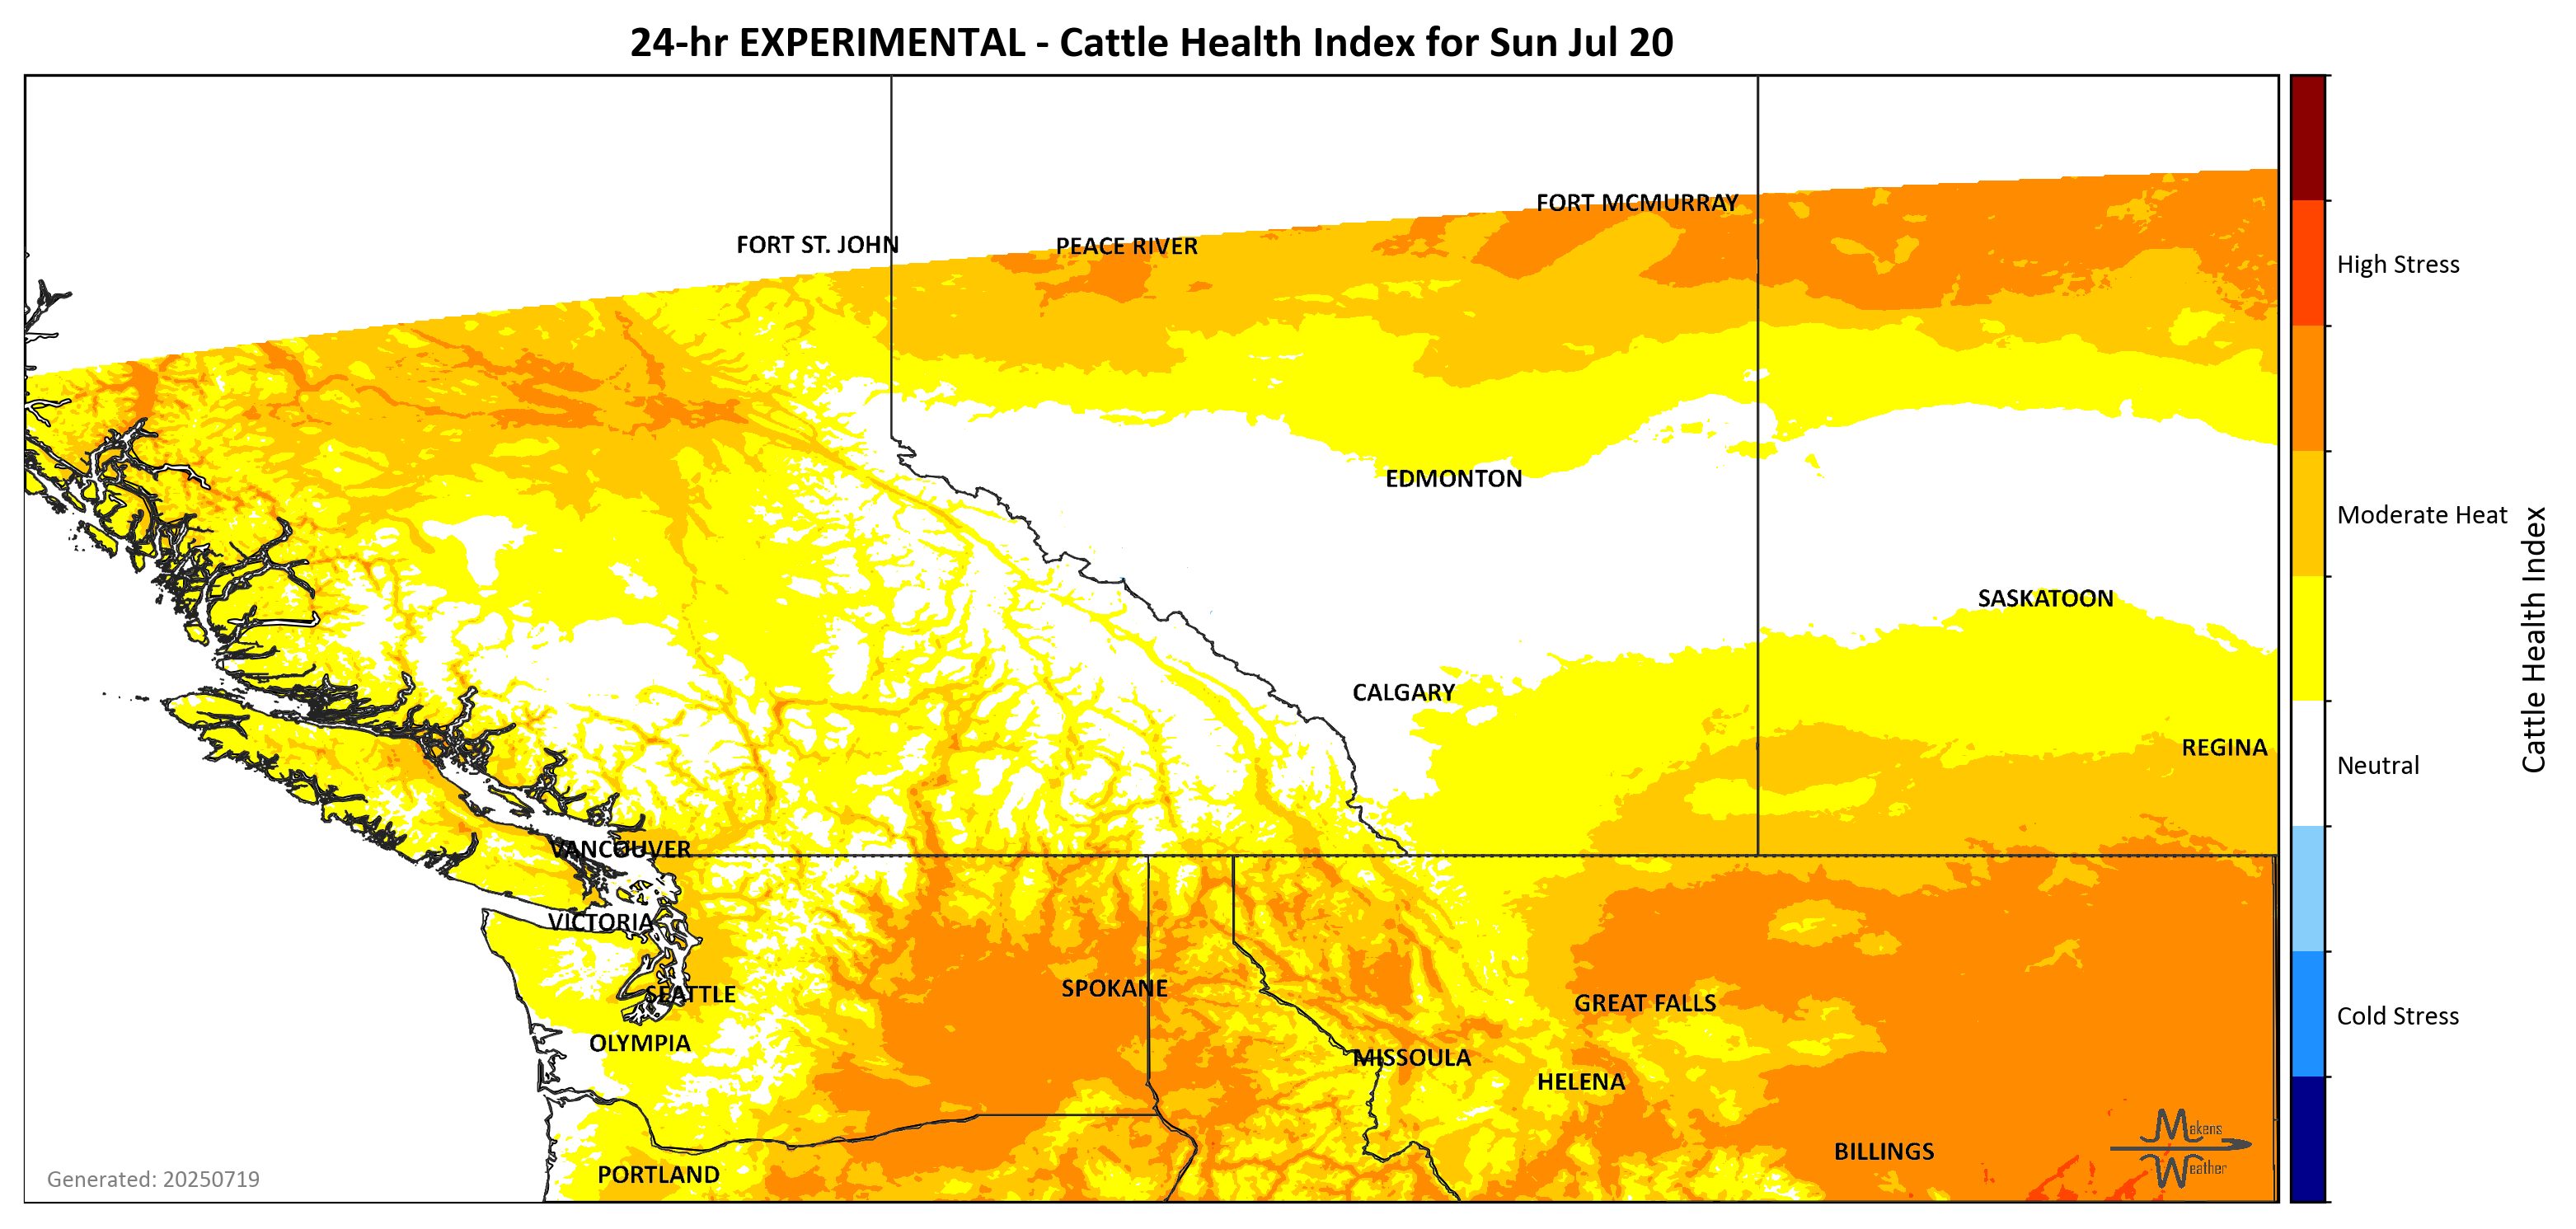 24-hr EXPERIMENTAL - Cattle Health Index for Sun Jul 20
FORT MCMURRAY
FORT ST. JOHN
PEACE RIVER
High Stress
EDMONTON
Moderate Heat
SASKATOON
CALGARY
REGINA
Neutral
Cattle Health Index
VANCOUVER
VICTORIA
SEATTLE
SPOKANE
GREAT FALLS
Cold Stress
OLYMPIA
MISSOULA
HELENA
Makens
Weather
BILLINGS
PORTLAND
Generated: 20250719